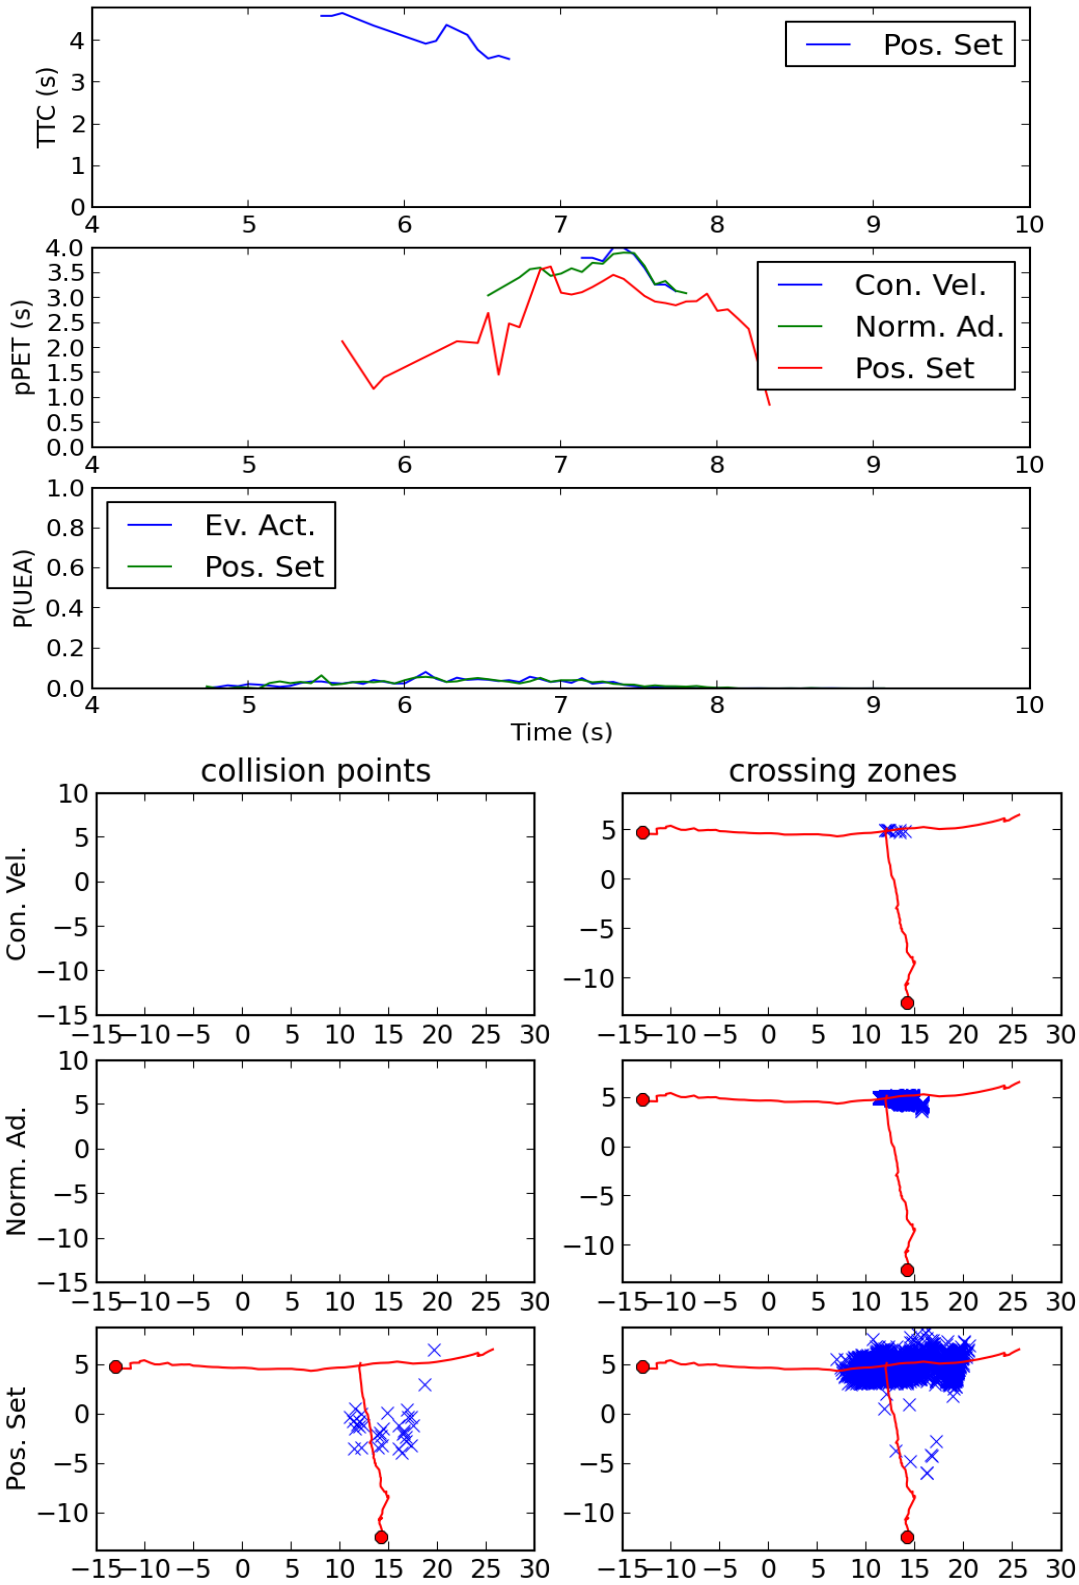 4
3
2
1
0
TTC (s)
Pos. Set
4 5 6 7 8 9 10
4.0
3.5
3.0
2.5
2.0
1.5
1.0
0.5
0.0
pPET (s)
Con. Vel.
Norm. Ad.
Pos. Set
4 5 6 7 8 9 10
1.0
0.8
0.6
0.4
0.2
0.0
P(UEA)
Ev. Act.
Pos. Set
4 5 6 7 8 9 10
Time (s)
collision points
crossing zones
Con. Vel.
10
5
0
−5
−10
−15
−15 −10 −5 0 5 10 15 20 25 30
5
0
−5
−10
−15 −10 −5 0 5 10 15 20 25 30
Norm. Ad.
10
5
0
−5
−10
−15
−15 −10 −5 0 5 10 15 20 25 30
5
0
−5
−10
−15 −10 −5 0 5 10 15 20 25 30
Pos. Set
5
0
−5
−10
−15 −10 −5 0 5 10 15 20 25 30
5
0
−5
−10
−15 −10 −5 0 5 10 15 20 25 30